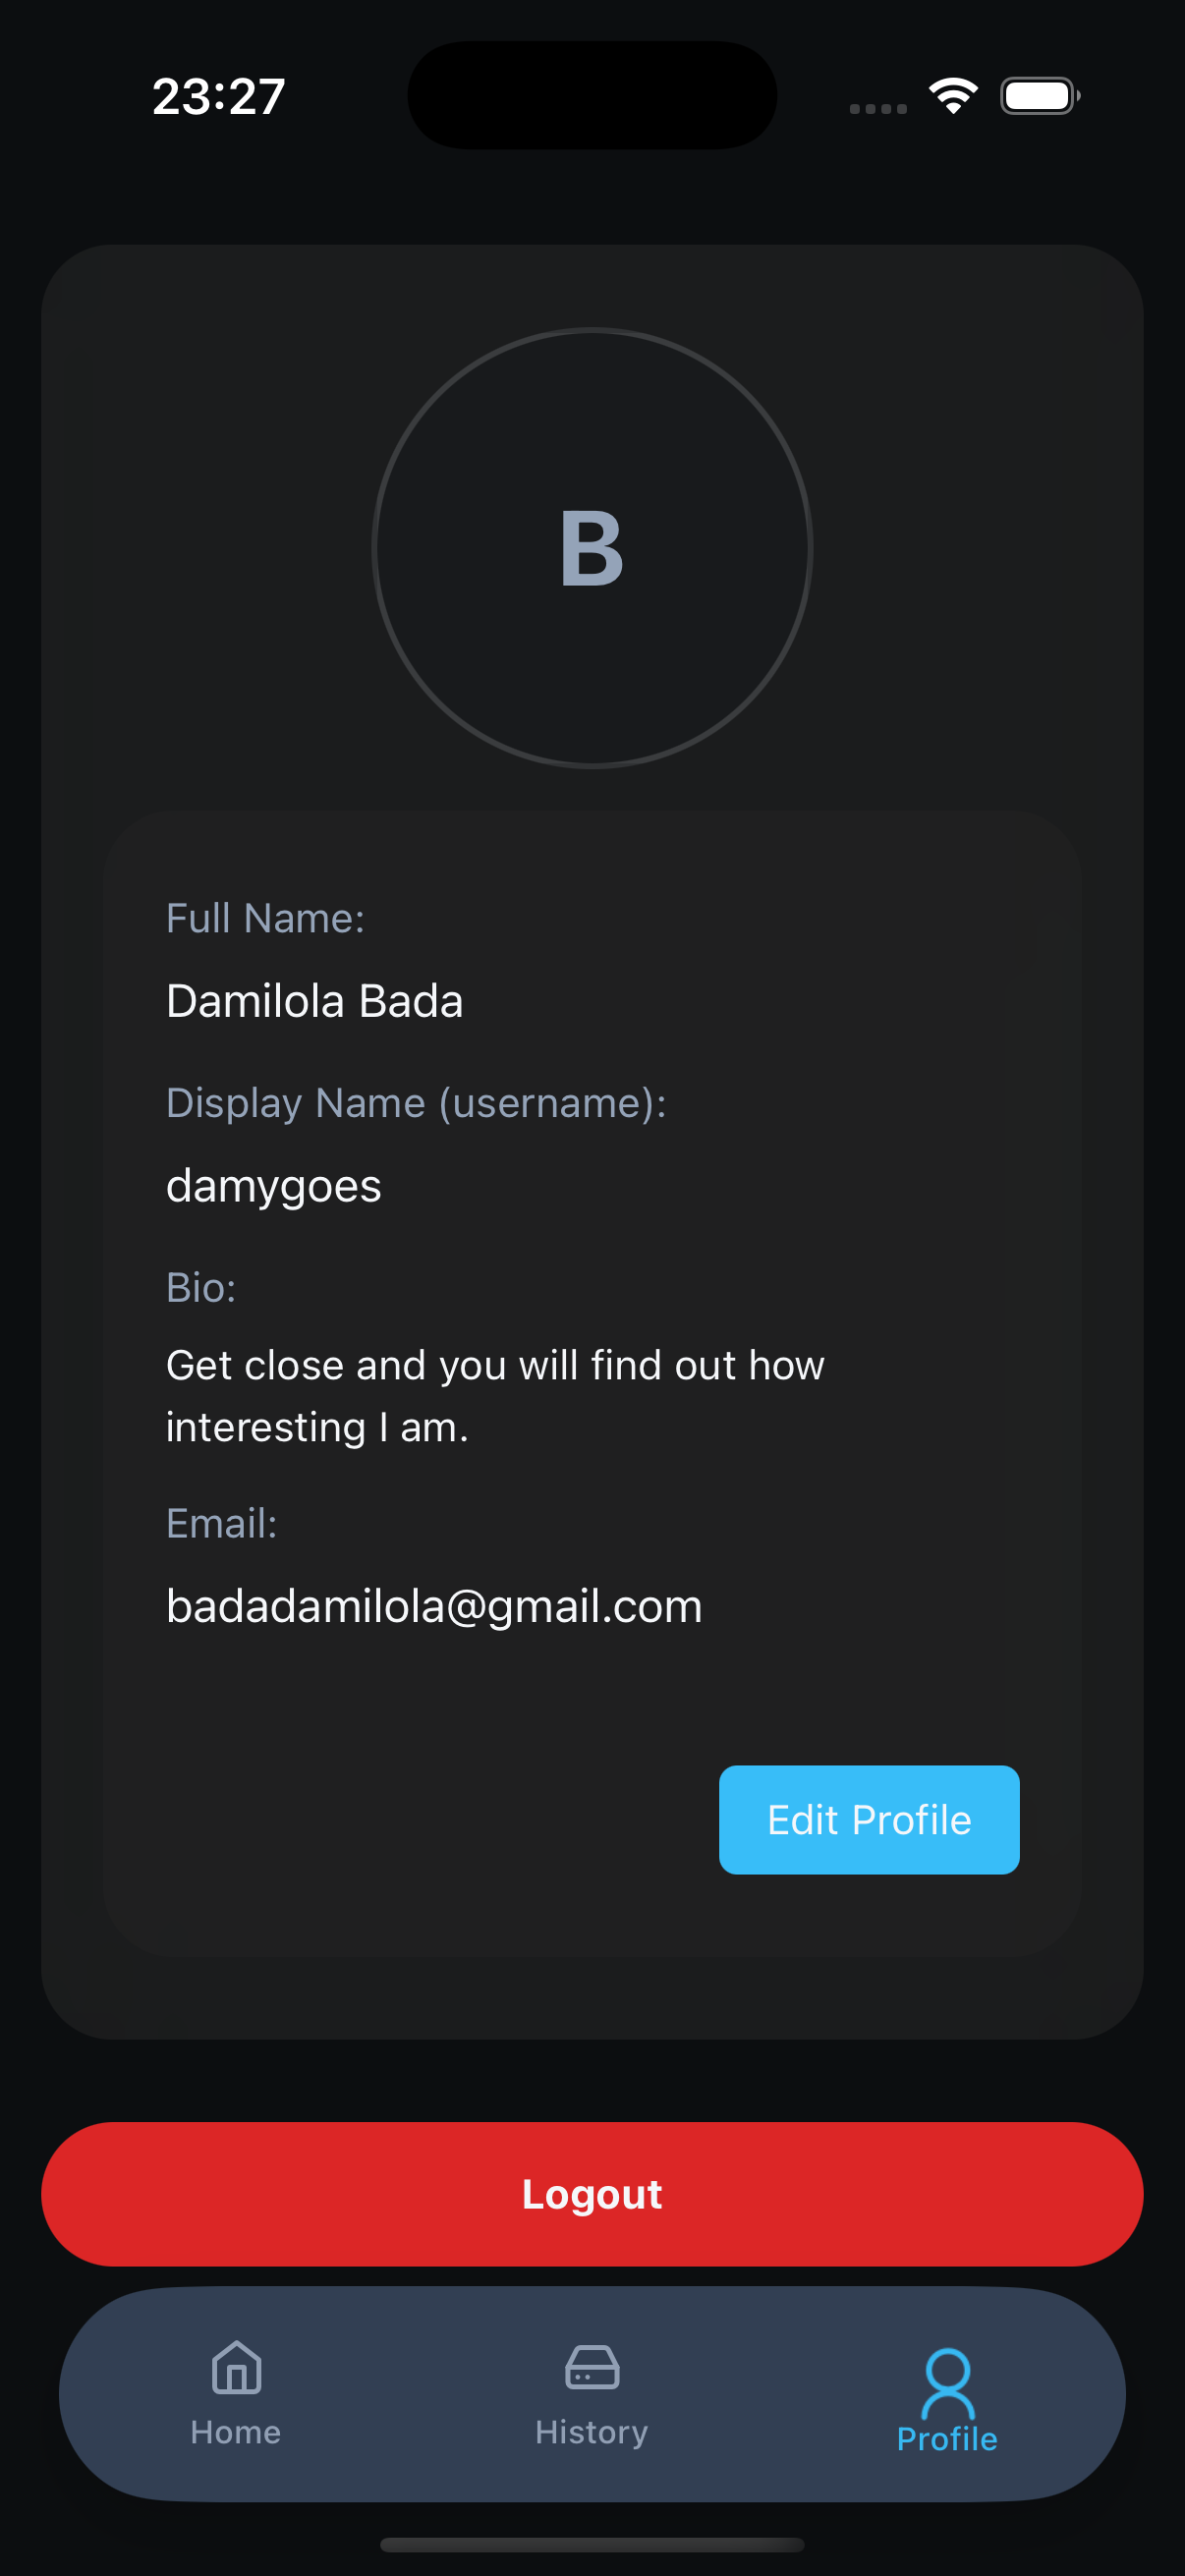 23:27
B
Full Name:
Damilola Bada
Display Name (username):
damygoes
Bio:
Get close and you will find out how
interesting I am.
Email:
badadamilola@gmail.com
Edit Profile
Logout
Home
History
Profile